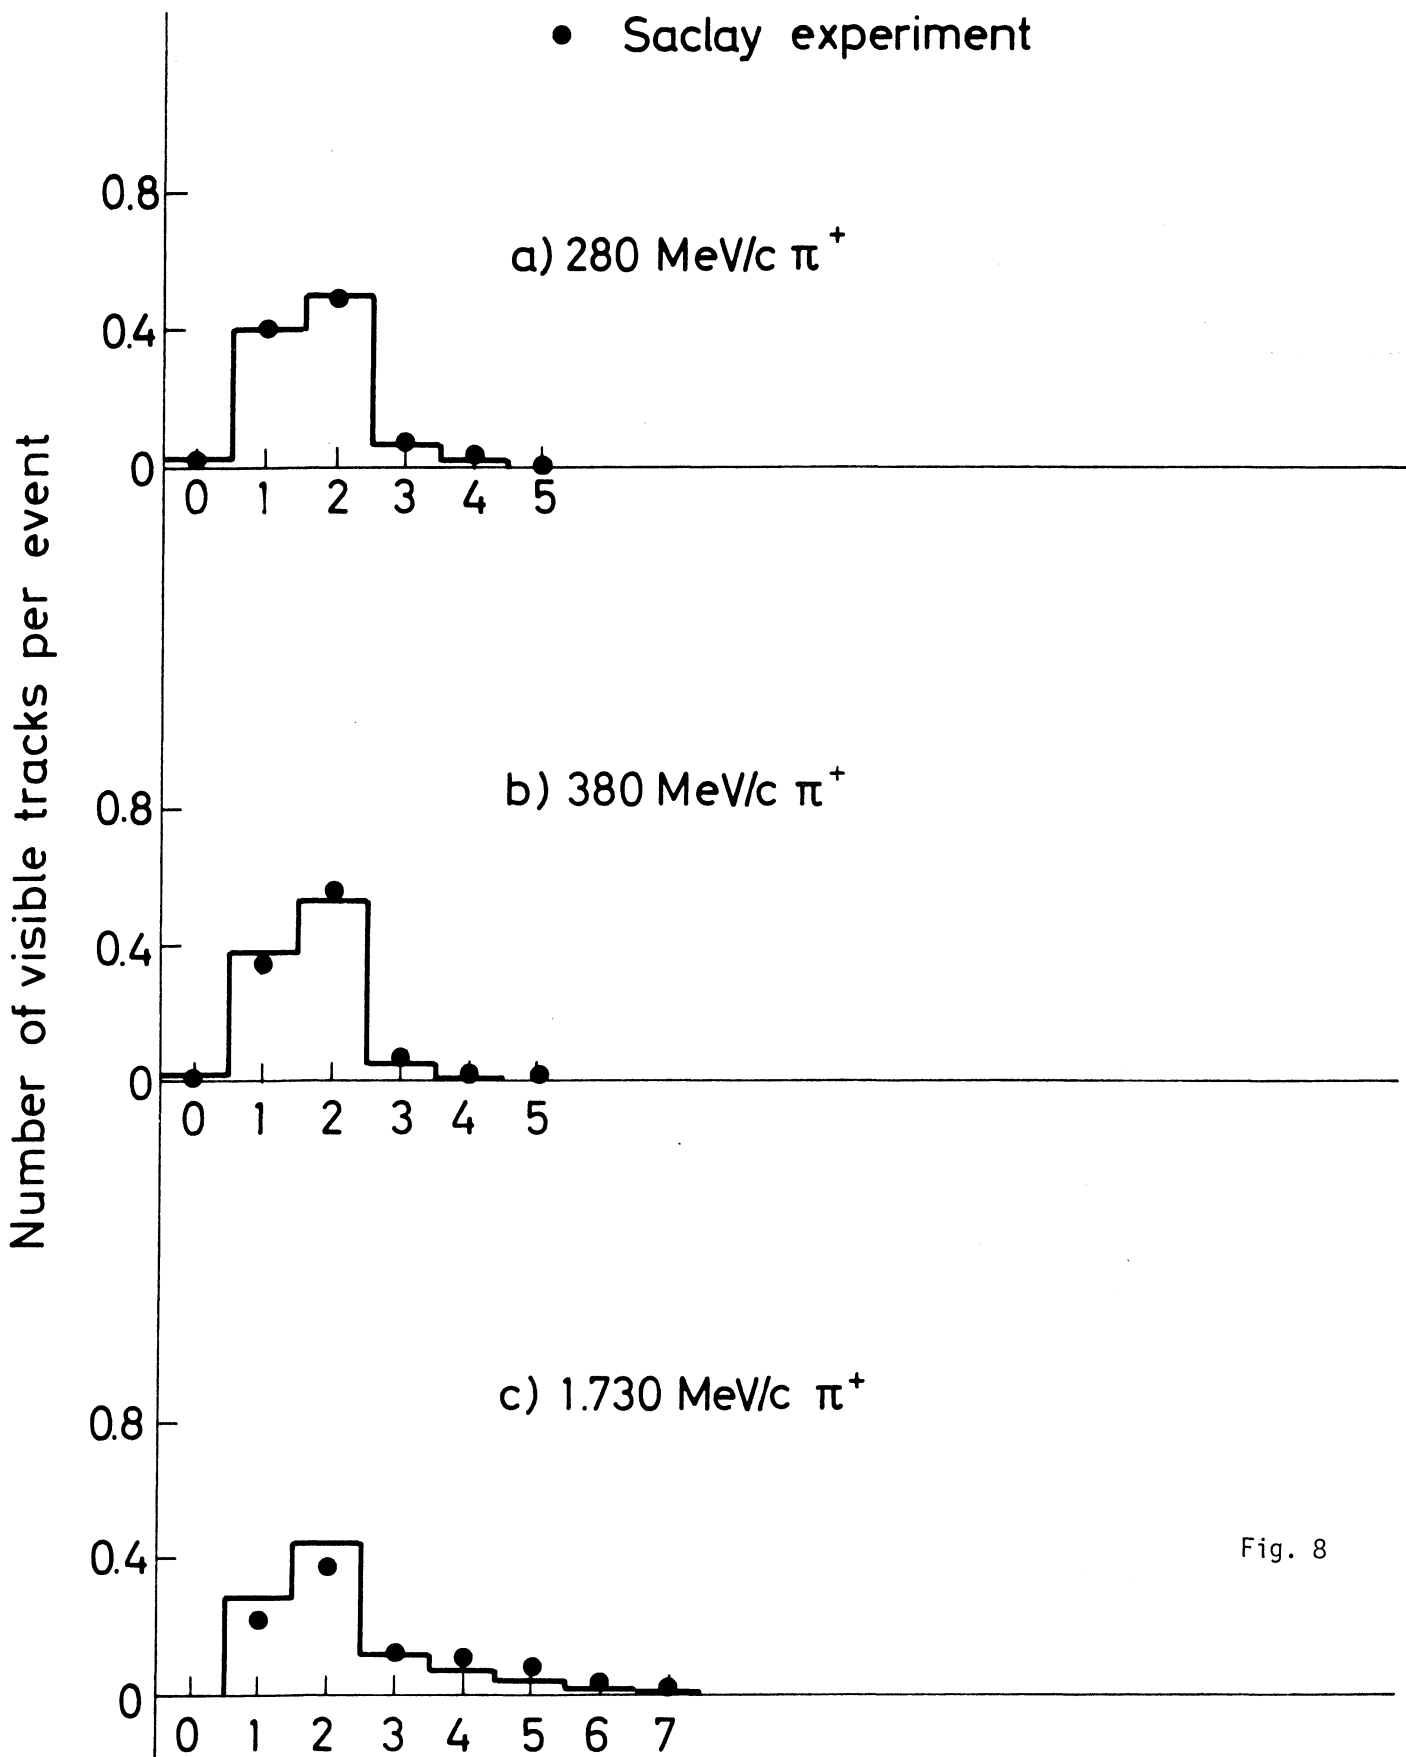 ● Saclay experiment
Number of visible tracks per event
0.8
a) 280 MeV/c π⁺
0.4
0
0 1 2 3 4 5
b) 380 MeV/c π⁺
0.8
0.4
0
0 1 2 3 4 5
c) 1.730 MeV/c π⁺
0.8
0.4
Fig. 8
0
0 1 2 3 4 5 6 7